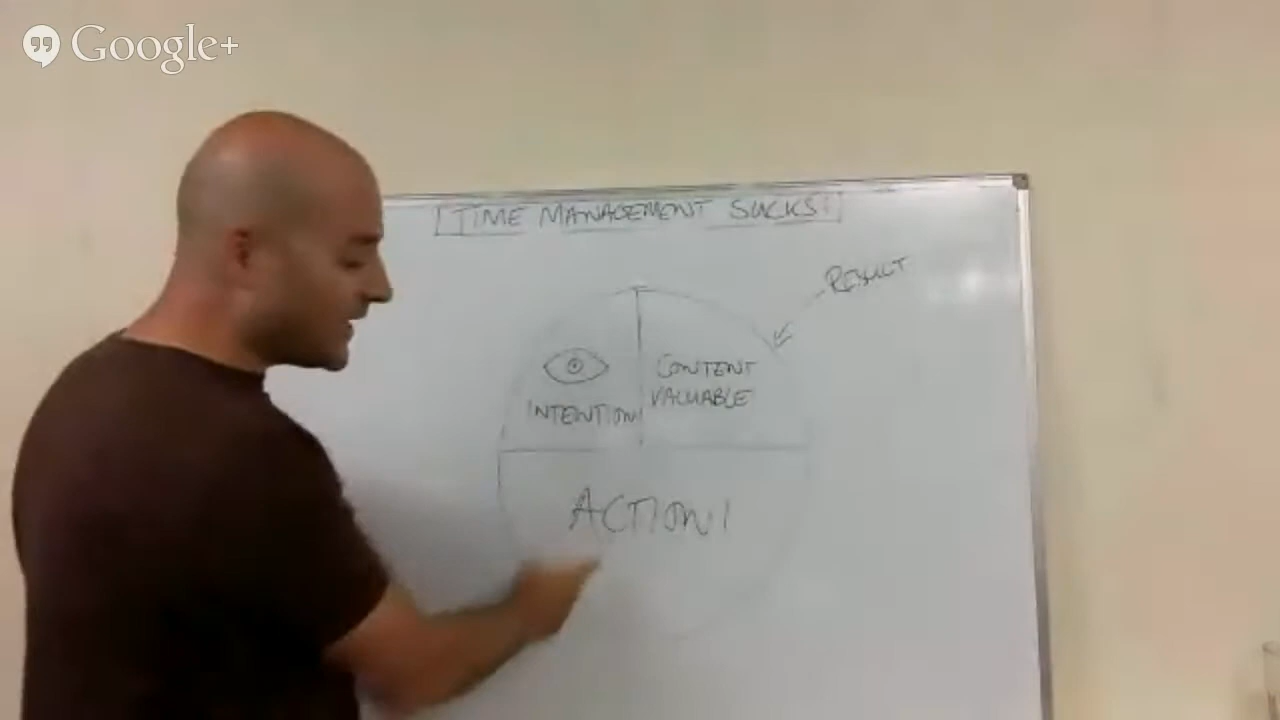 Google+
TIME MANAGEMENT SUCKS!
RESULT
CONTENT
VALUABLE
INTENTION
ACTION!